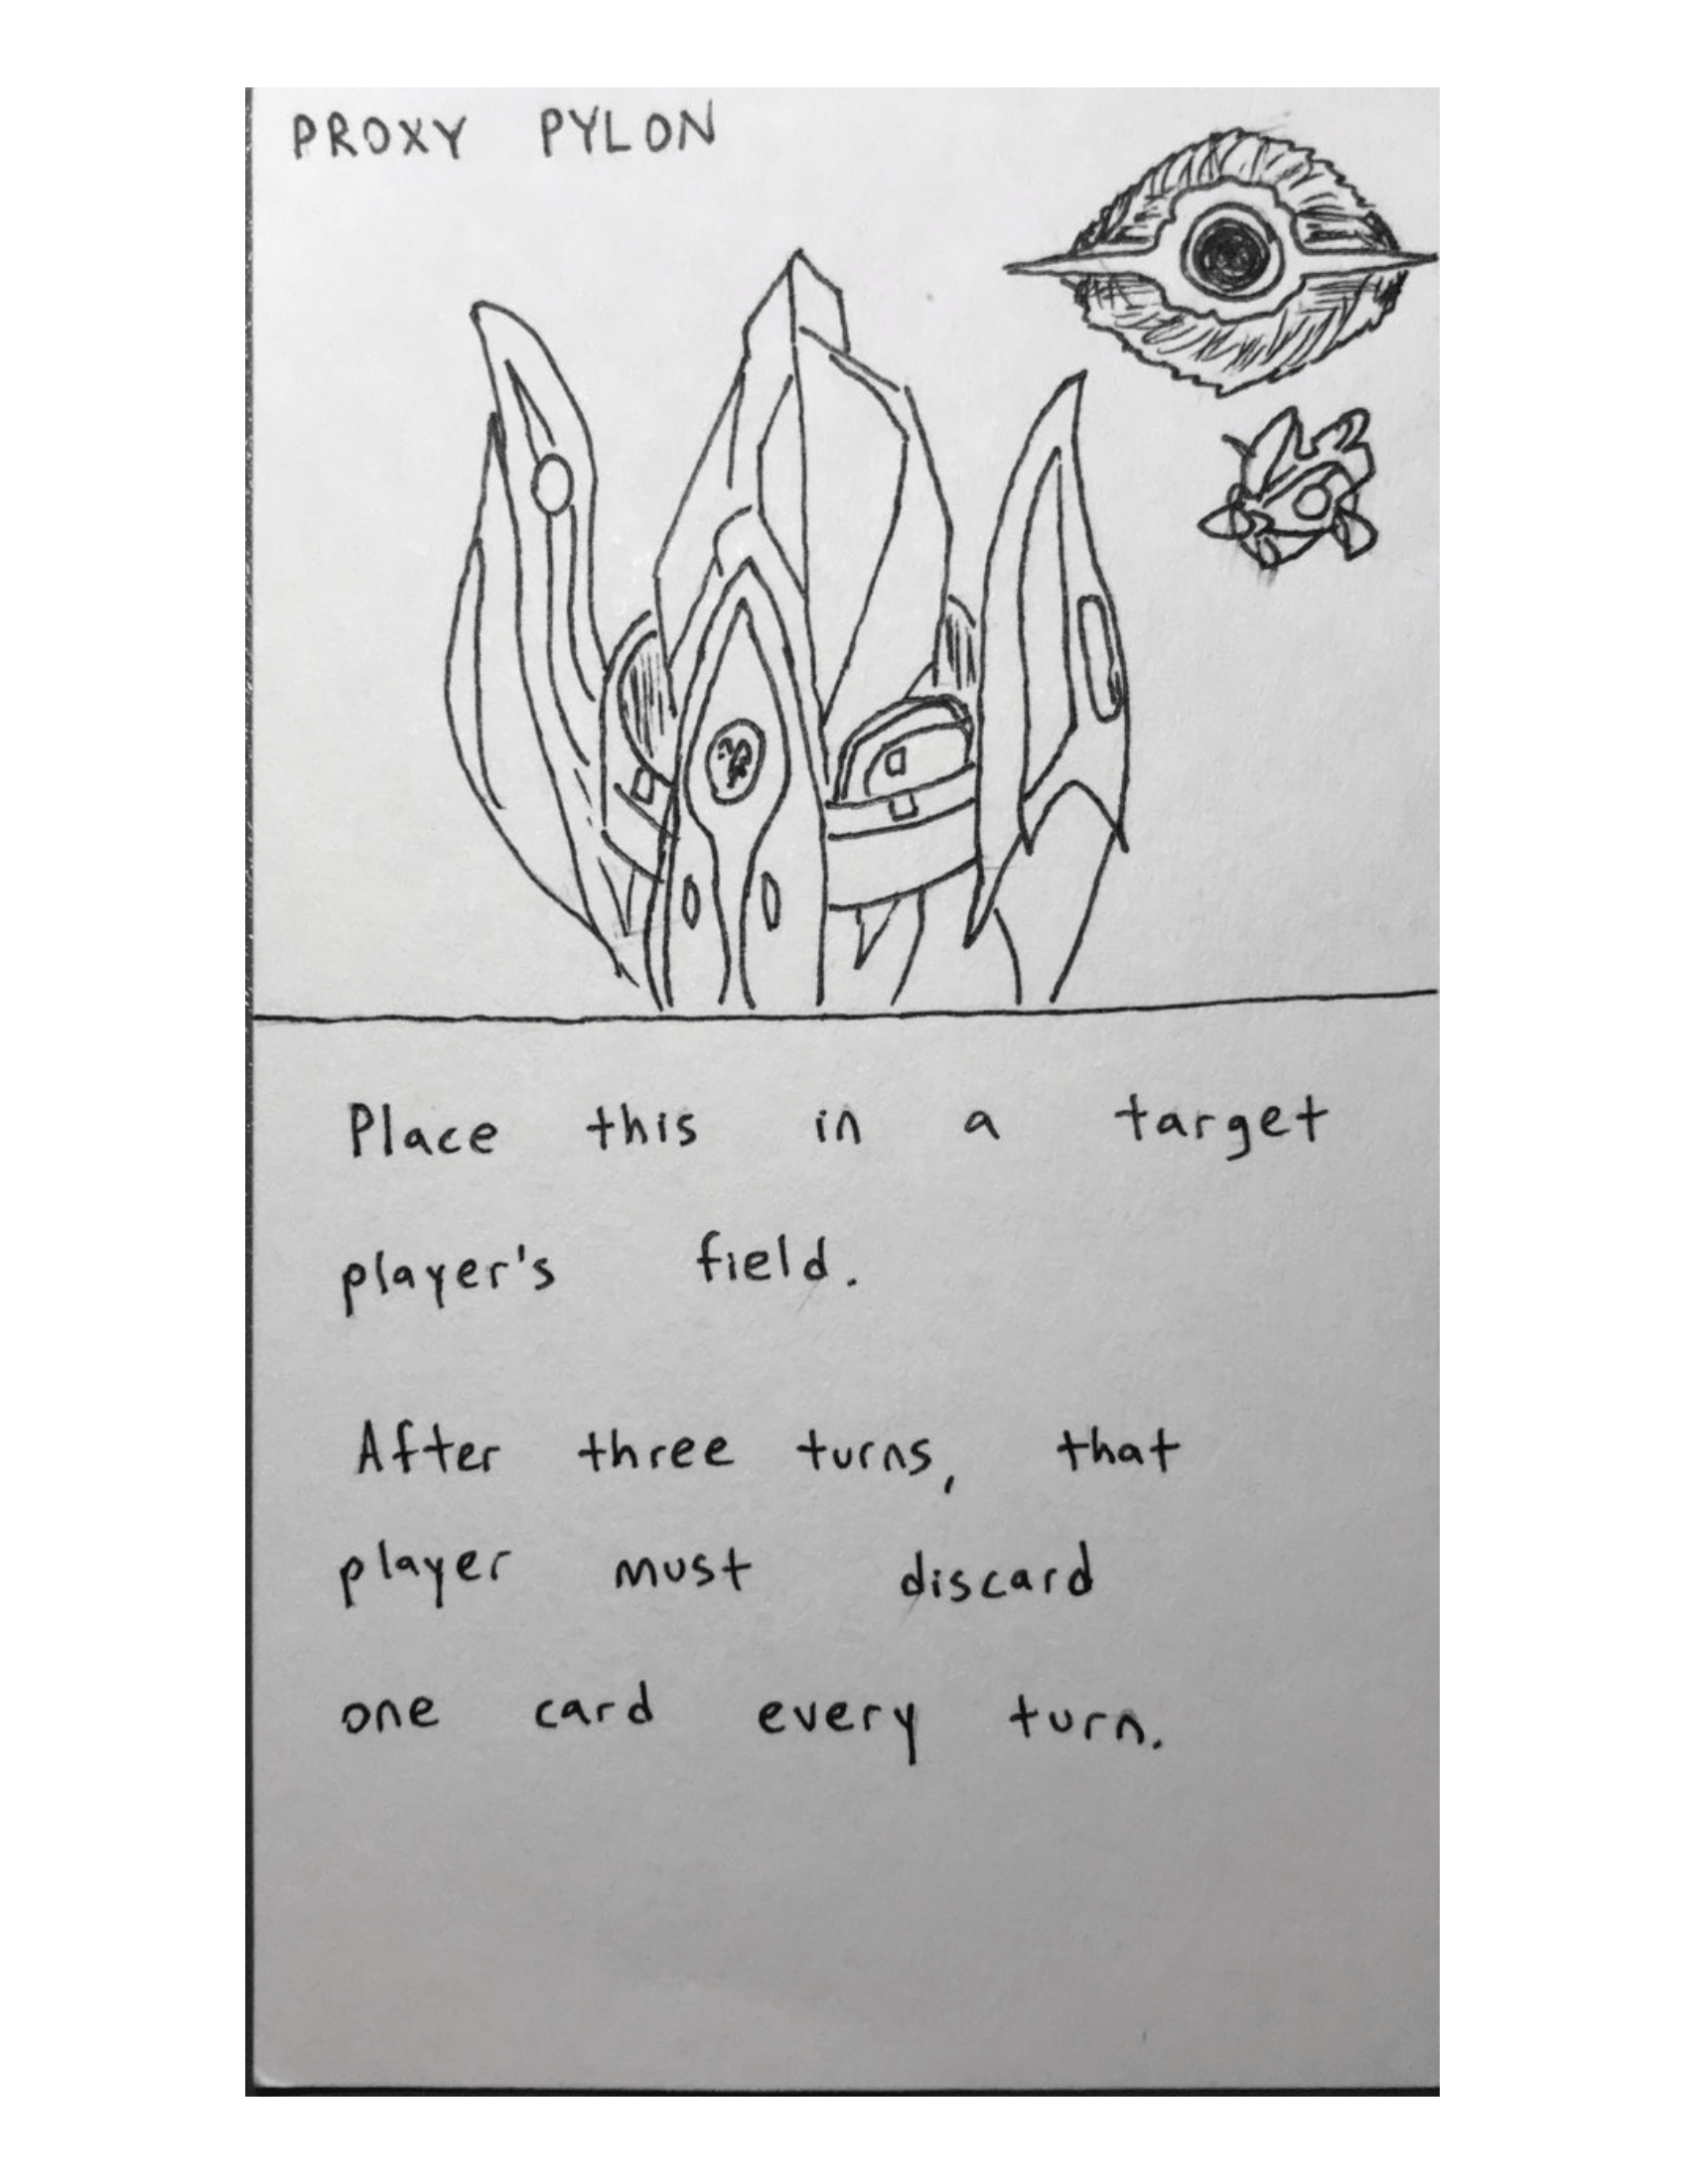 PROXY PYLON
Place this in a target
player's field.
After three turns, that
player must discard
one card every turn.